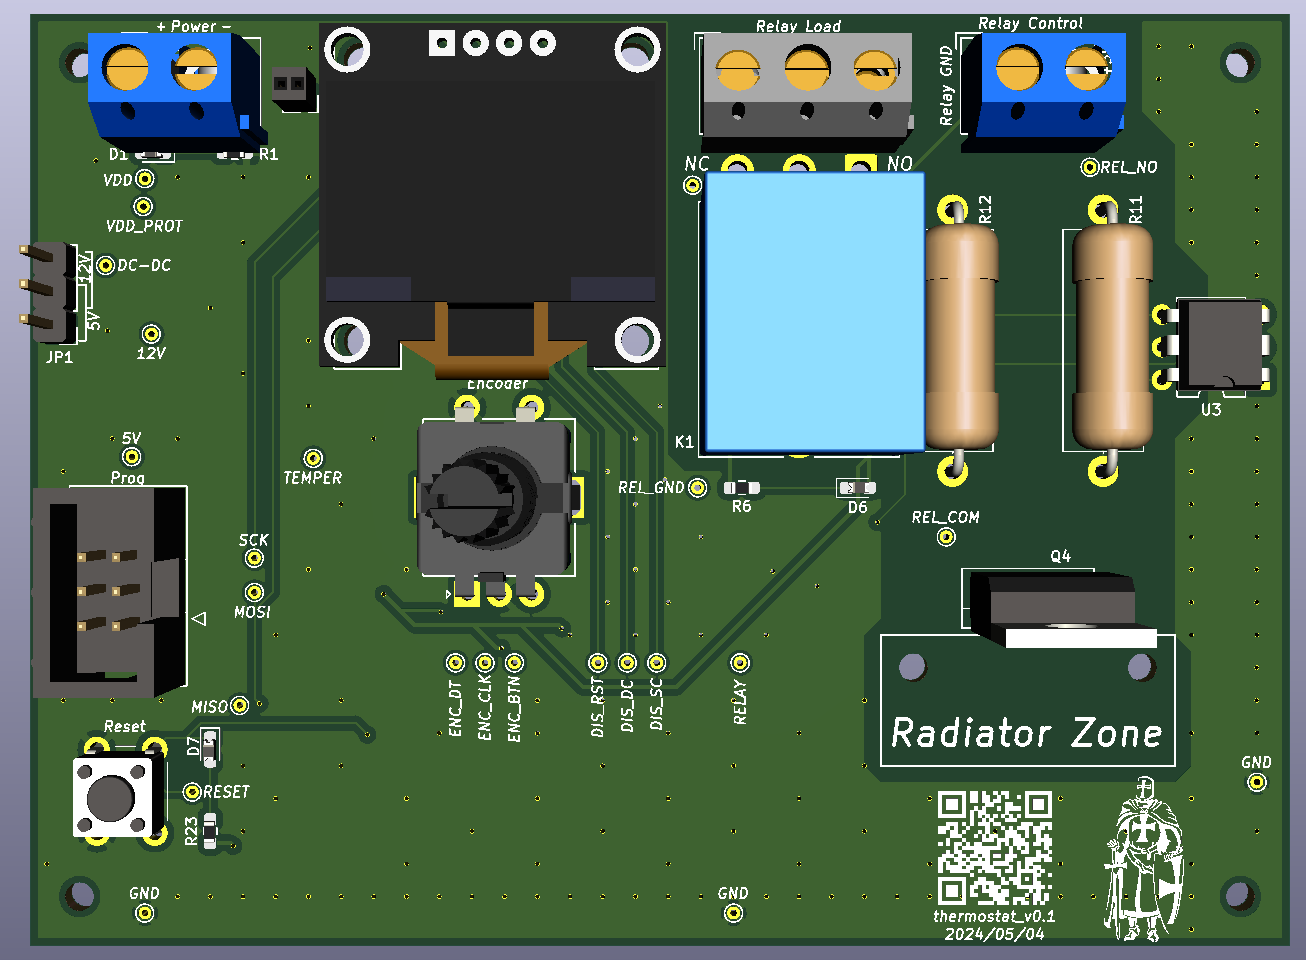 + Power -
Relay Load
Relay Control
Relay GND
D1
R1
VDD
VDD_PROT
DC-DC
12V
5V
JP1
12V
NC
NO
REL_NO
R12
R11
U3
Encoder
K1
5V
Prog
TEMPER
REL_GND
R6
D6
REL_COM
SCK
MOSI
Q4
MISO
ENC_DT
ENC_CLK
ENC_BTN
DIS_RST
DIS_DC
DIS_SC
RELAY
Radiator Zone
Reset
D7
RESET
R23
GND
GND
GND
thermostat_v0.1
2024/05/04